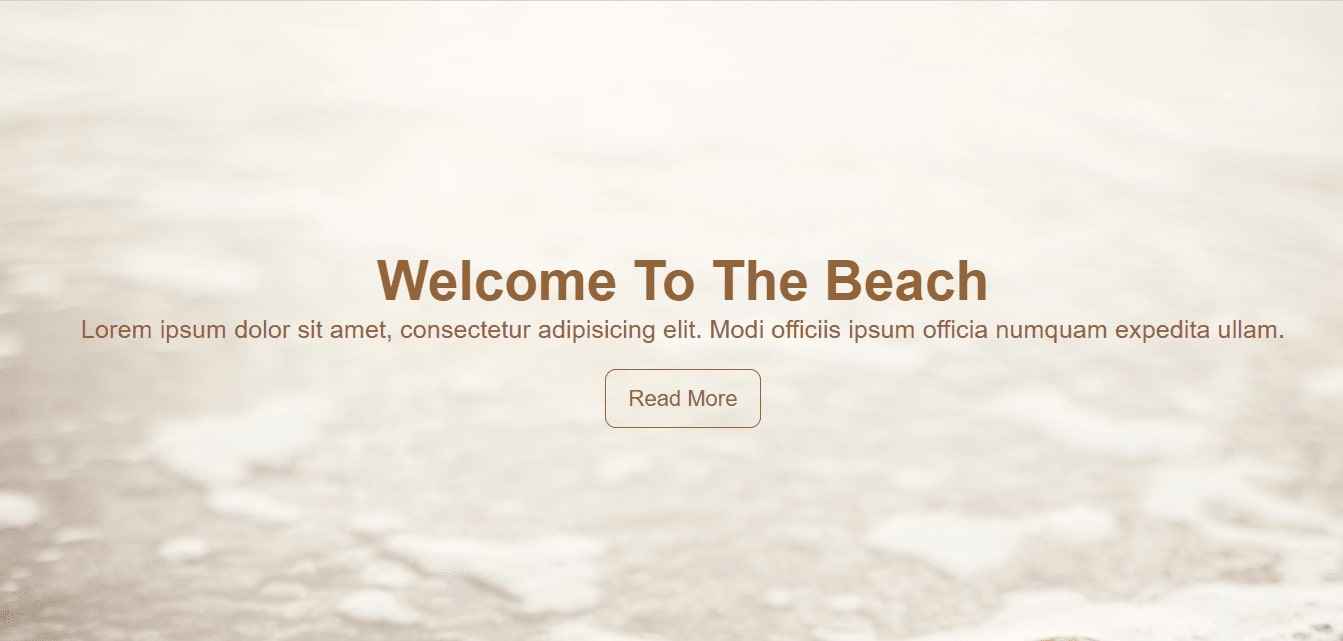 Welcome To The Beach
Lorem ipsum dolor sit amet, consectetur adipisicing elit. Modi officiis ipsum officia numquam expedita ullam.
Read More